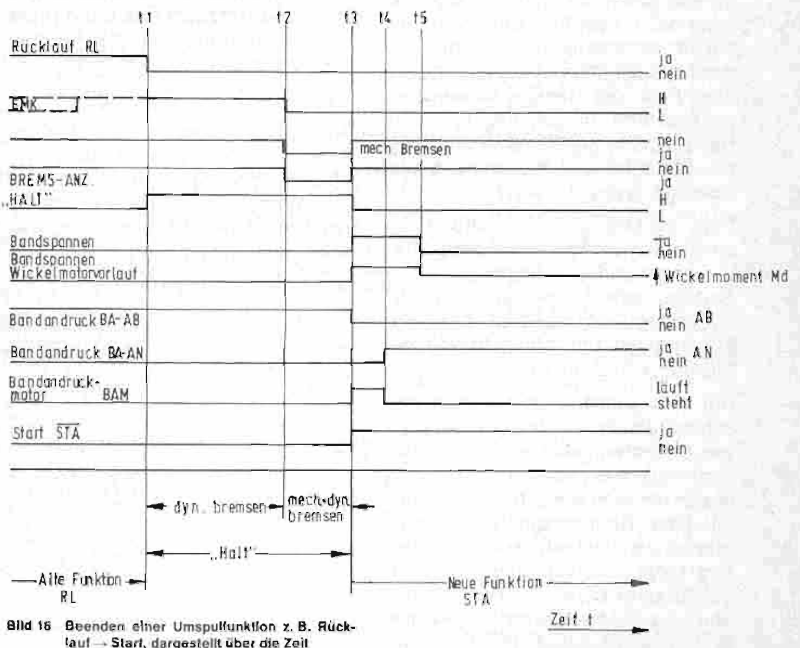 t1 t2 t3 t4 t5
Rücklauf RL
ja
nein
EMK
H
L
nein
mech. Bremsen
ja
nein
BREMS-ANZ.
ja
„HALT"
H
L
Bandspannen
ja
nein
Bandspannen
Wickelmotorvorlauf
Wickelmoment Md
Bandandruck BA-AB
ja
nein AB
Bandandruck BA-AN
ja
nein AN
Bandandruck-
motor BAM
läuft
steht
Start STA
ja
nein
dyn. bremsen
mech.+dyn.
bremsen
„Halt"
Alte Funktion
RL
Neue Funktion
STA
Zeit t
Bild 16 Beenden einer Umspulfunktion z. B. Rück-
lauf → Start, dargestellt über die Zeit